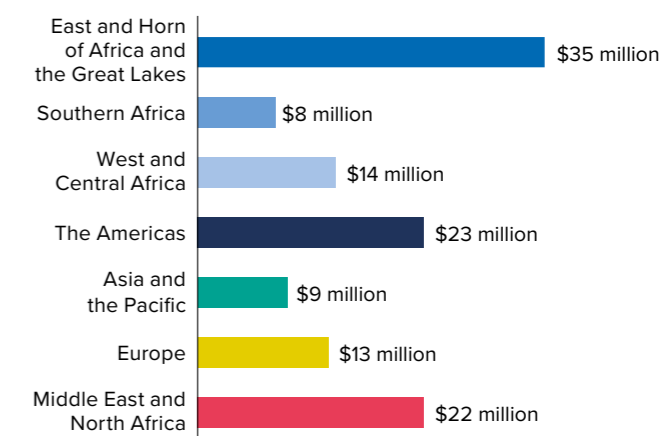 East and Horn
of Africa and
the Great Lakes
$35 million
Southern Africa
$8 million
West and
Central Africa
$14 million
The Americas
$23 million
Asia and
the Pacific
$9 million
Europe
$13 million
Middle East and
North Africa
$22 million